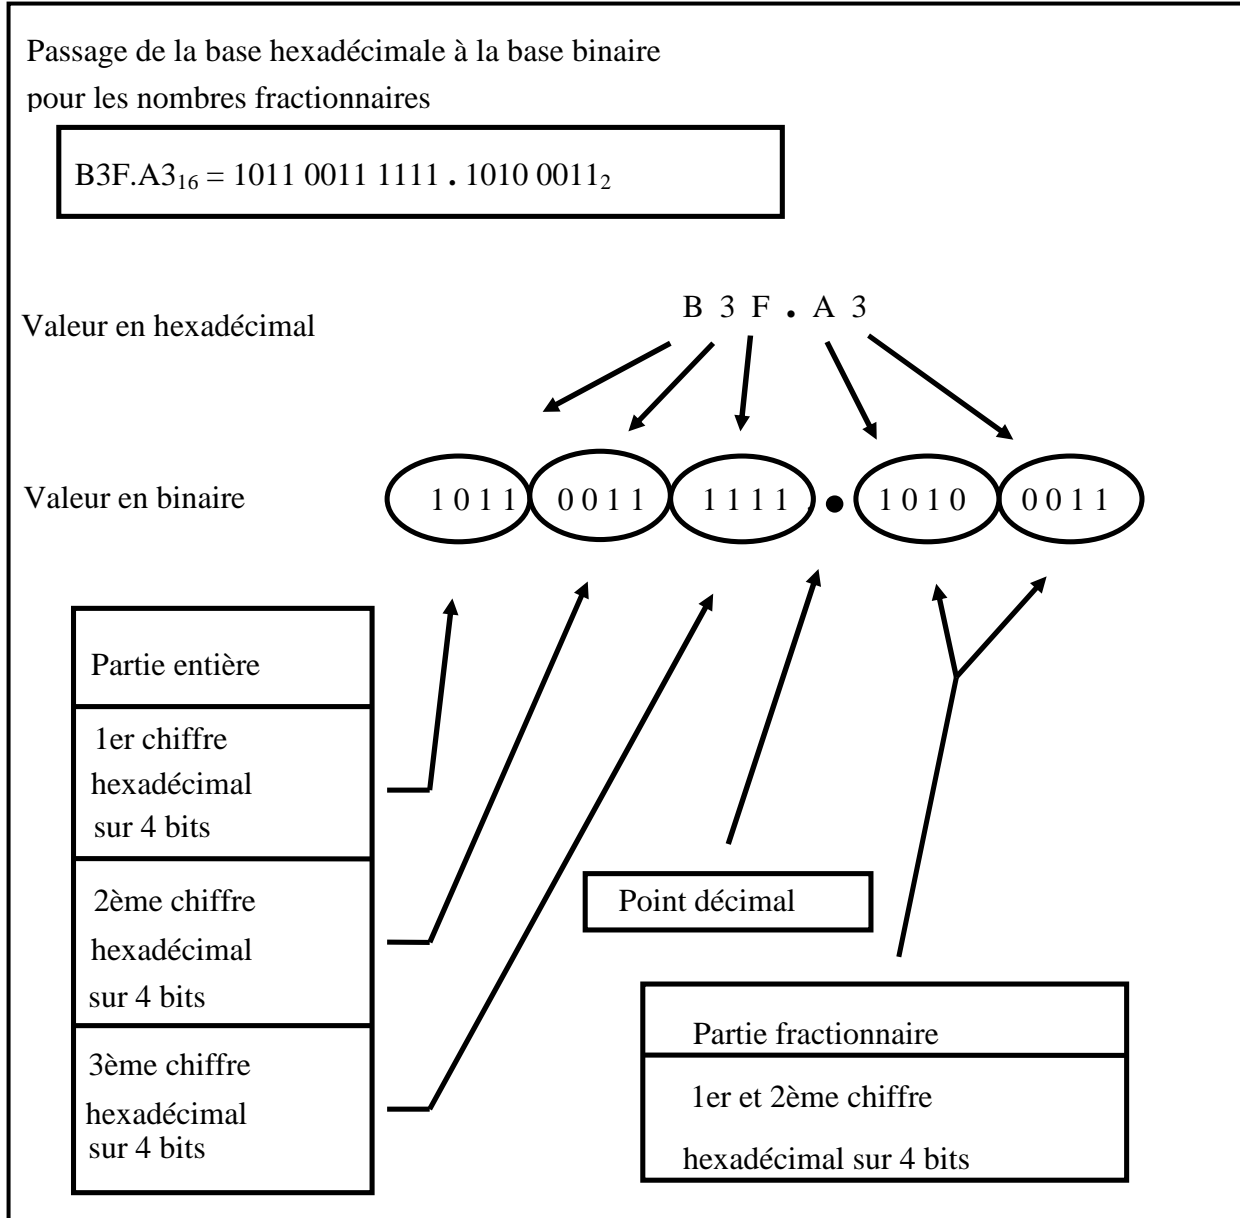 Passage de la base hexadécimale à la base binaire
pour les nombres fractionnaires
B3F.A3₁₆ = 1011 0011 1111 . 1010 0011₂
Valeur en hexadécimal
B 3 F . A 3
Valeur en binaire
1 0 1 1 0 0 1 1 1 1 1 1 . 1 0 1 0 0 0 1 1
Partie entière
1er chiffre
hexadécimal
sur 4 bits
2ème chiffre
hexadécimal
sur 4 bits
3ème chiffre
hexadécimal
sur 4 bits
Point décimal
Partie fractionnaire
1er et 2ème chiffre
hexadécimal sur 4 bits